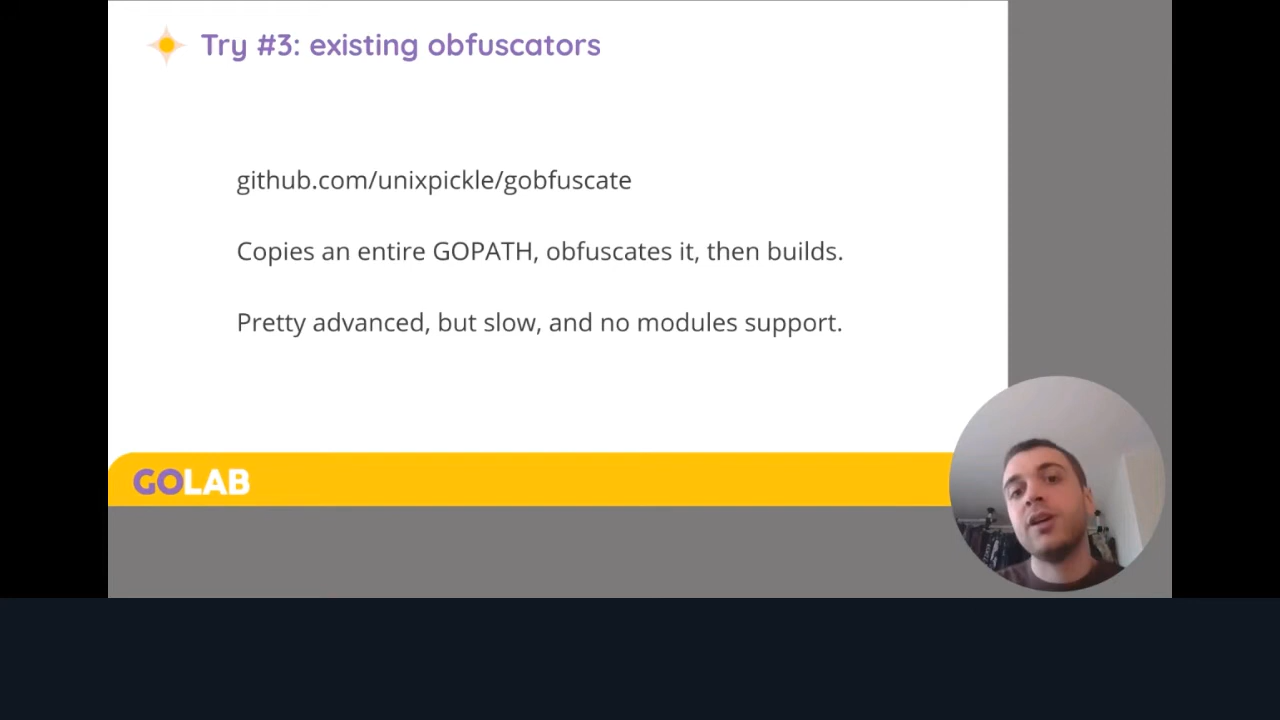 Try #3: existing obfuscators
github.com/unixpickle/gobfuscate
Copies an entire GOPATH, obfuscates it, then builds.
Pretty advanced, but slow, and no modules support.
GOLAB